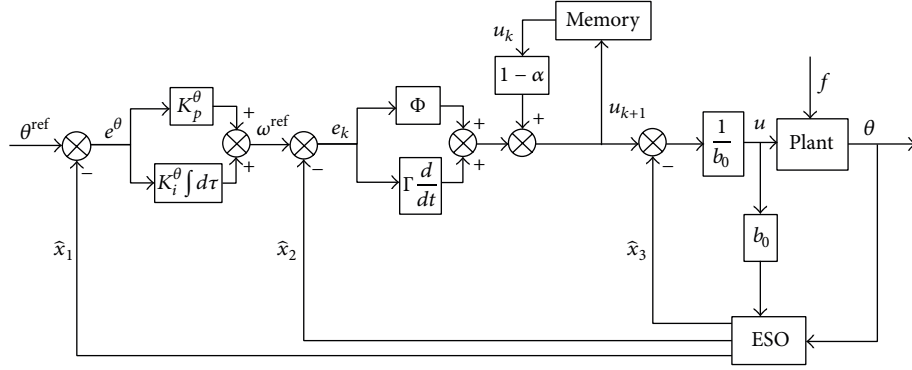 Memory
u_k
1 − α
f
K_p^θ
Φ
u_{k+1}
θ^ref
e^θ
+
+
ω^ref
e_k
+
+
+
1/b_0
u
Plant
θ
−
K_i^θ ∫ dτ
−
Γ d/dt
−
b_0
x̂_1
x̂_2
x̂_3
ESO